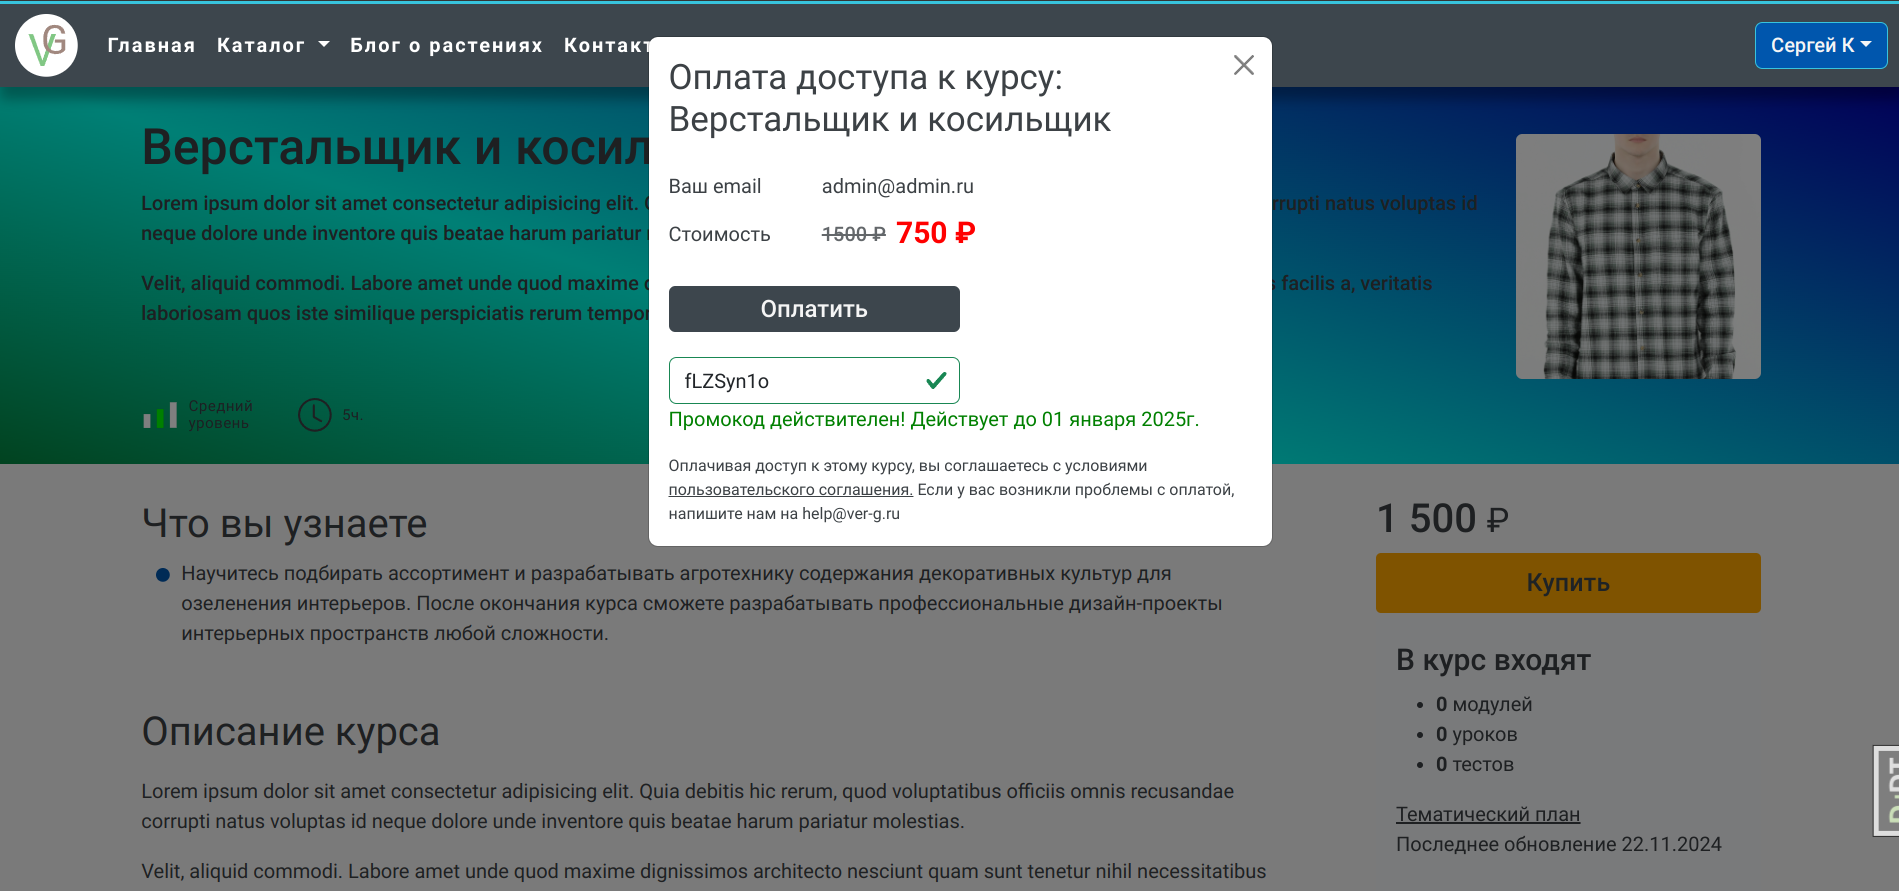 VG
Главная Каталог Блог о растениях
Сергей К
Оплата доступа к курсу:
Верстальщик и косильщик
Ваш email admin@admin.ru
Стоимость 1500 ₽ 750 ₽
Оплатить
fLZSyn1o
Промокод действителен! Действует до 01 января 2025г.
Оплачивая доступ к этому курсу, вы соглашаетесь с условиями
пользовательского соглашения. Если у вас возникли проблемы с оплатой,
напишите нам на help@ver-g.ru
Верстальщик и
Lorem ipsum dolor sit amet consectetur adipisicing elit.
natus voluptas id
neque dolore unde inventore quis beatae harum pariatur
Velit, aliquid commodi. Labore amet unde quod maxime
facilis a, veritatis
laboriosam quos iste similique perspiciatis rerum
Средний
уровень
5ч.
Что вы узнаете
Научитесь подбирать ассортимент и разрабатывать агротехнику содержания декоративных культур для
озеленения интерьеров. После окончания курса сможете разрабатывать профессиональные дизайн-проекты
интерьерных пространств любой сложности.
Описание курса
Lorem ipsum dolor sit amet consectetur adipisicing elit. Quia debitis hic rerum, quod voluptatibus officiis omnis recusandae
corrupti natus voluptas id neque dolore unde inventore quis beatae harum pariatur molestias.
Velit, aliquid commodi. Labore amet unde quod maxime dignissimos architecto nesciunt quam sunt tenetur nihil necessitatibus
1 500 ₽
Купить
В курс входят
0 модулей
0 уроков
0 тестов
Тематический план
Последнее обновление 22.11.2024